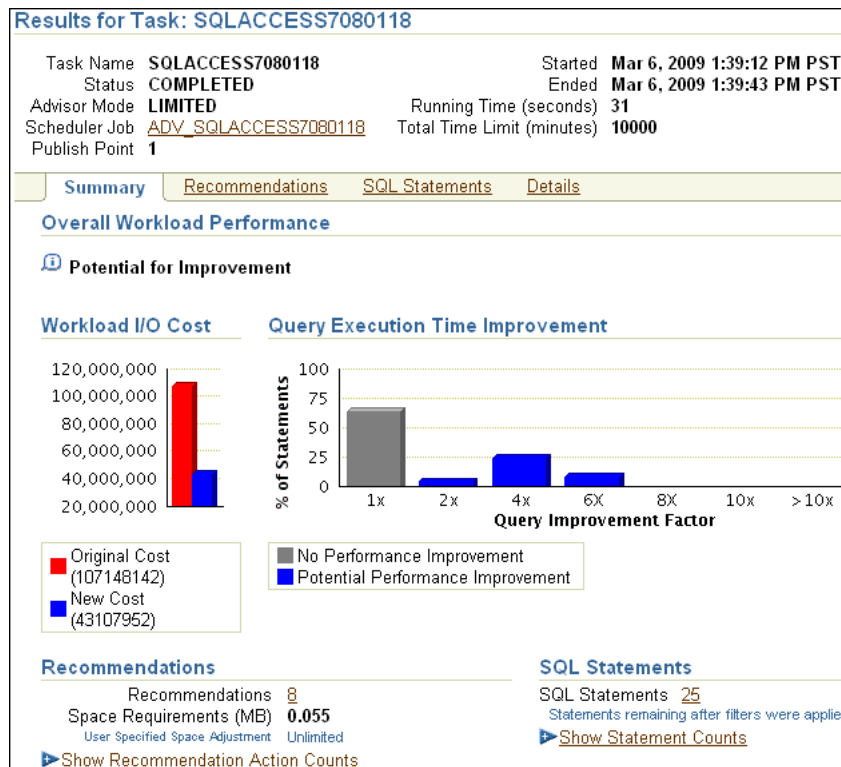 Results for Task: SQLACCESS7080118
Task Name SQLACCESS7080118
Status COMPLETED
Advisor Mode LIMITED
Scheduler Job ADV_SQLACCESS7080118
Publish Point 1
Started Mar 6, 2009 1:39:12 PM PST
Ended Mar 6, 2009 1:39:43 PM PST
Running Time (seconds) 31
Total Time Limit (minutes) 10000
Summary Recommendations SQL Statements Details
Overall Workload Performance
Potential for Improvement
Workload I/O Cost
120,000,000
100,000,000
80,000,000
60,000,000
40,000,000
20,000,000
Original Cost
(107148142)
New Cost
(43107952)
Query Execution Time Improvement
% of Statements
100
75
50
25
0
1x 2x 4x 6X 8X 10x >10x
Query Improvement Factor
No Performance Improvement
Potential Performance Improvement
Recommendations
Recommendations 8
Space Requirements (MB) 0.055
User Specified Space Adjustment Unlimited
Show Recommendation Action Counts
SQL Statements
SQL Statements 25
Statements remaining after filters were applie
Show Statement Counts